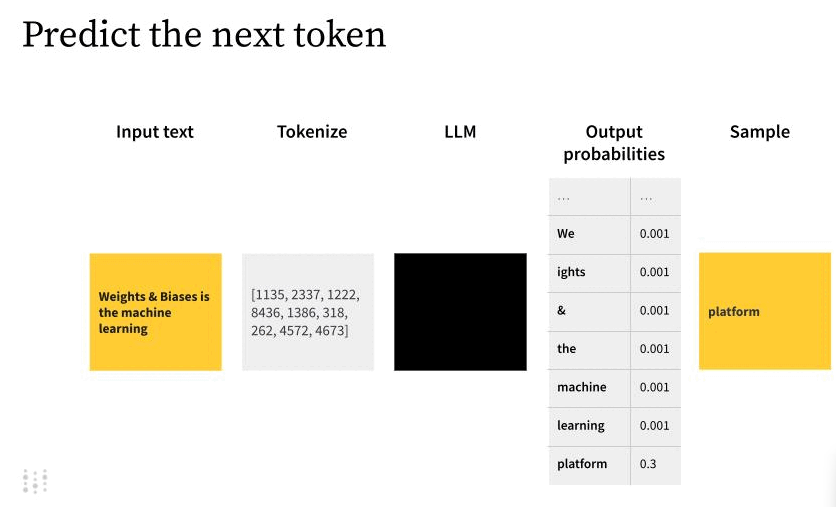 Predict the next token
Input text
Tokenize
LLM
Output
probabilities
Sample
Weights & Biases is
the machine
learning
[1135, 2337, 1222,
8436, 1386, 318,
262, 4572, 4673]
... ...
We 0.001
ights 0.001
& 0.001
the 0.001
machine 0.001
learning 0.001
platform 0.3
platform